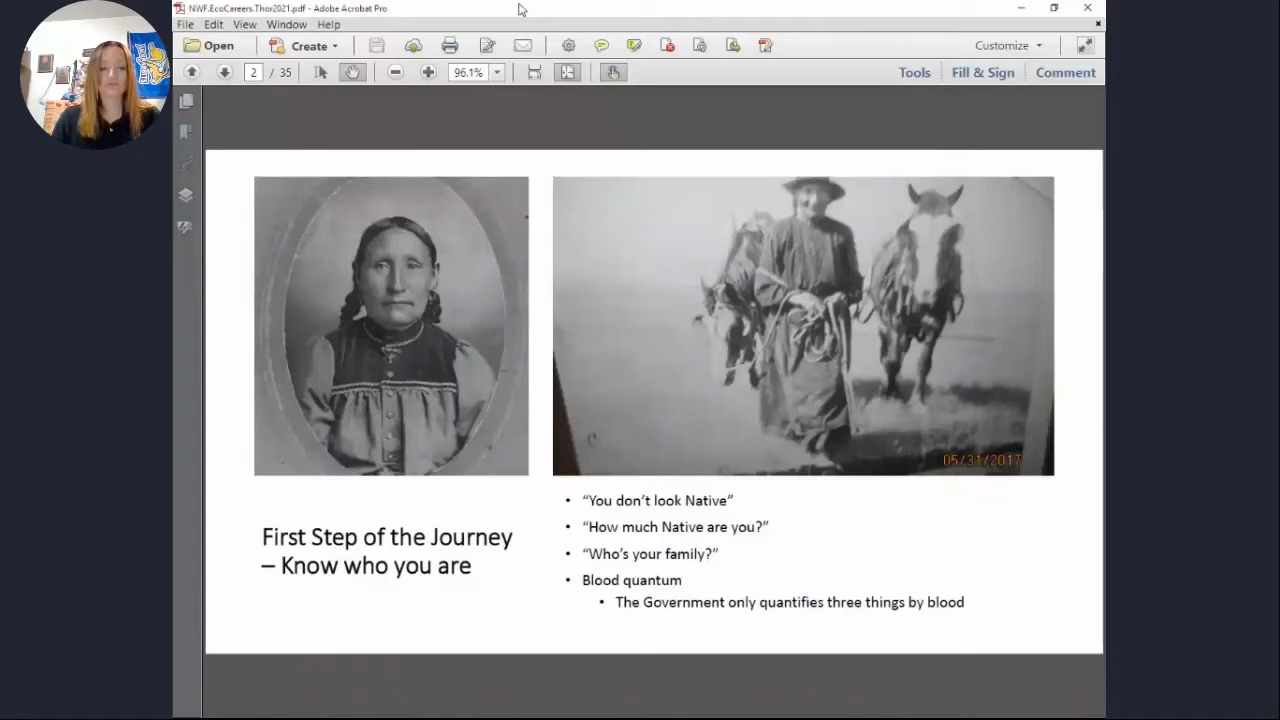 NWF.EcoCareers.Thor2021.pdf - Adobe Acrobat Pro
File Edit View Window Help
Open Create Customize
2 / 35 96.1% Tools Fill & Sign Comment
05/31/2017
First Step of the Journey
– Know who you are
• “You don’t look Native”
• “How much Native are you?”
• “Who’s your family?”
• Blood quantum
• The Government only quantifies three things by blood